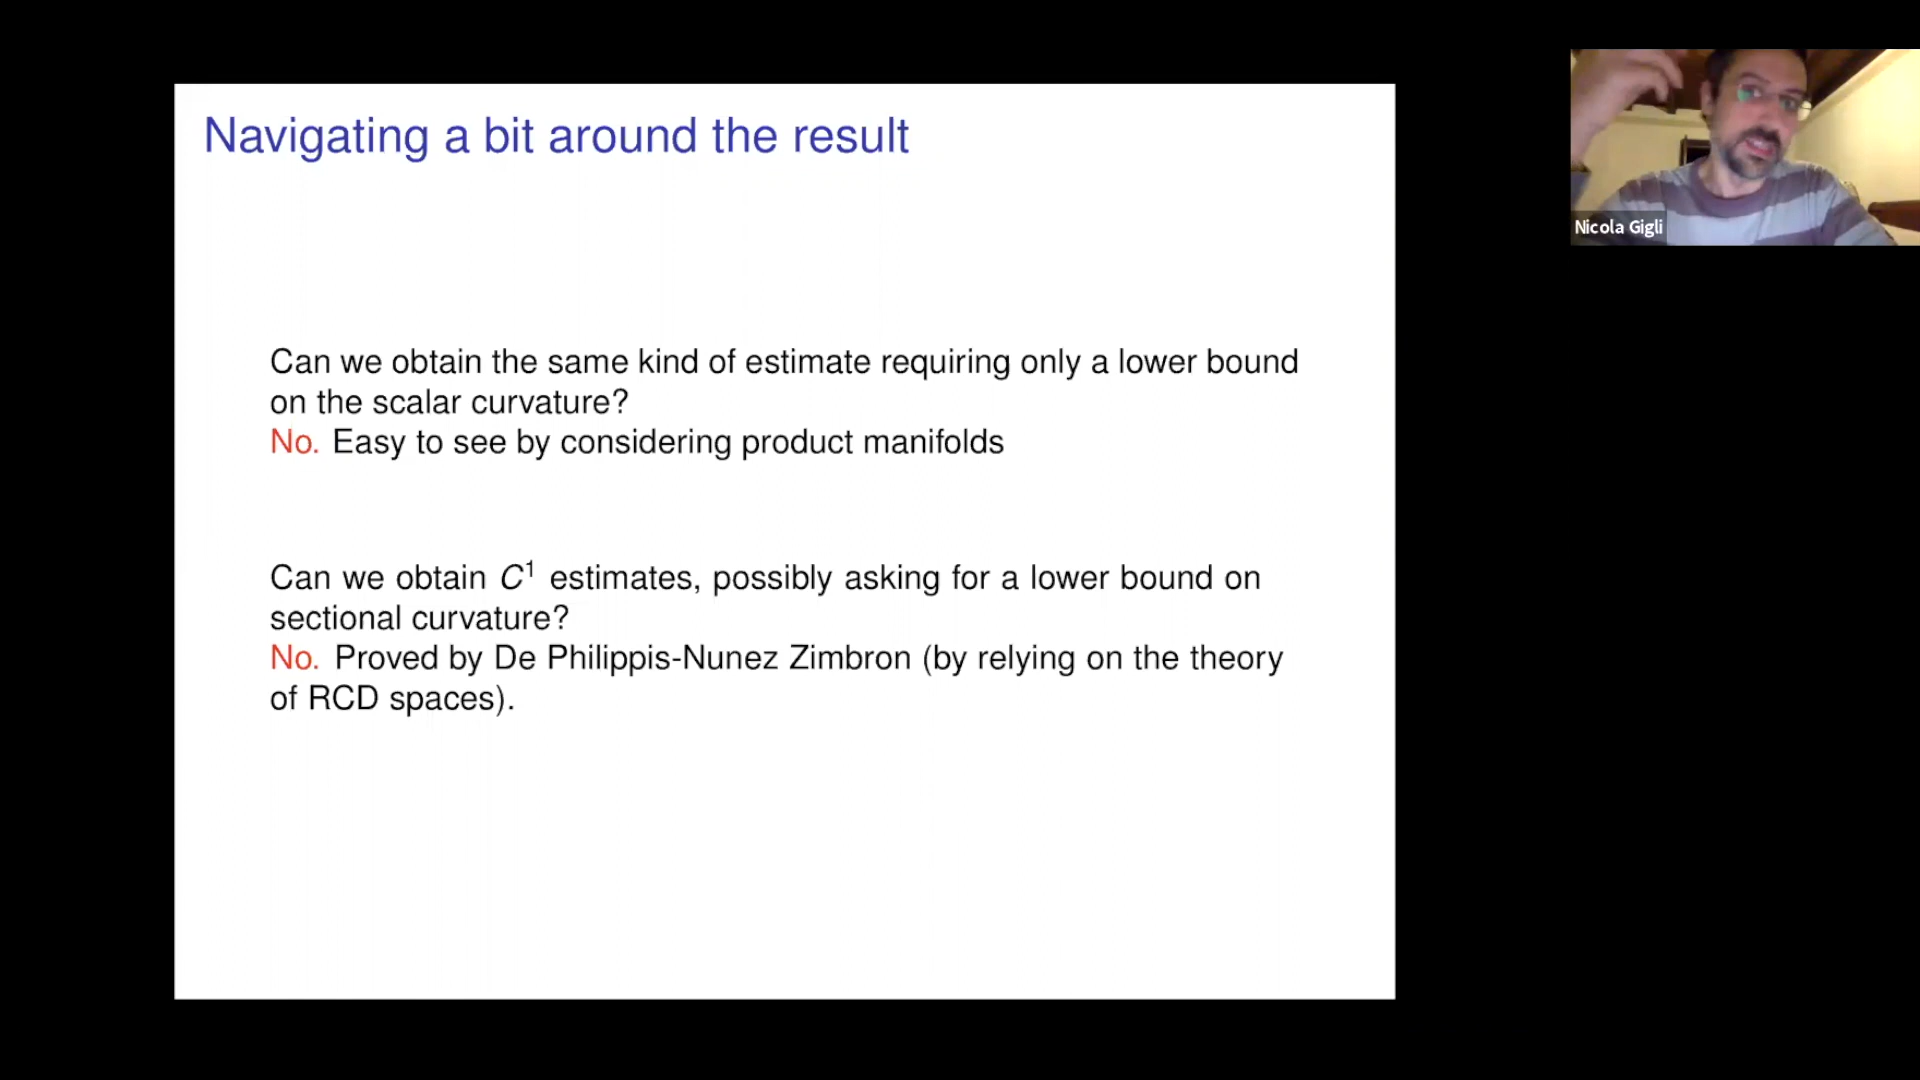 Navigating a bit around the result
Nicola Gigli
Can we obtain the same kind of estimate requiring only a lower bound
on the scalar curvature?
No. Easy to see by considering product manifolds
Can we obtain C¹ estimates, possibly asking for a lower bound on
sectional curvature?
No. Proved by De Philippis-Nunez Zimbron (by relying on the theory
of RCD spaces).